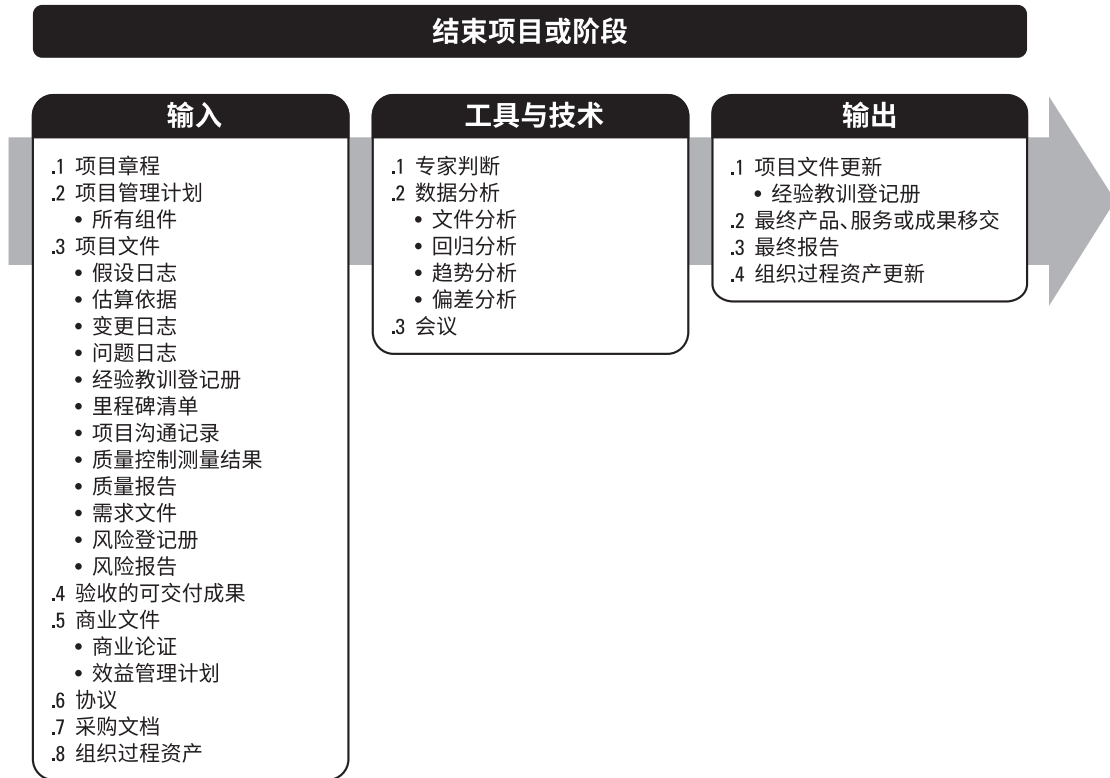 结束项目或阶段
输入
.1 项目章程
.2 项目管理计划
• 所有组件
.3 项目文件
• 假设日志
• 估算依据
• 变更日志
• 问题日志
• 经验教训登记册
• 里程碑清单
• 项目沟通记录
• 质量控制测量结果
• 质量报告
• 需求文件
• 风险登记册
• 风险报告
.4 验收的可交付成果
.5 商业文件
• 商业论证
• 效益管理计划
.6 协议
.7 采购文档
.8 组织过程资产
工具与技术
.1 专家判断
.2 数据分析
• 文件分析
• 回归分析
• 趋势分析
• 偏差分析
.3 会议
输出
.1 项目文件更新
• 经验教训登记册
.2 最终产品、服务或成果移交
.3 最终报告
.4 组织过程资产更新